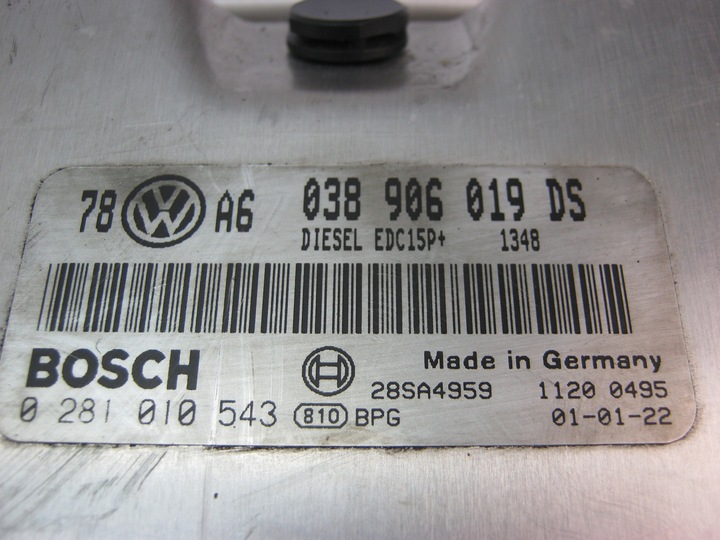 78 VW A6 038 906 019 DS
DIESEL EDC15P+ 1348
BOSCH Made in Germany
28SA4959 1120 0495
0 281 010 543 810 BPG 01-01-22